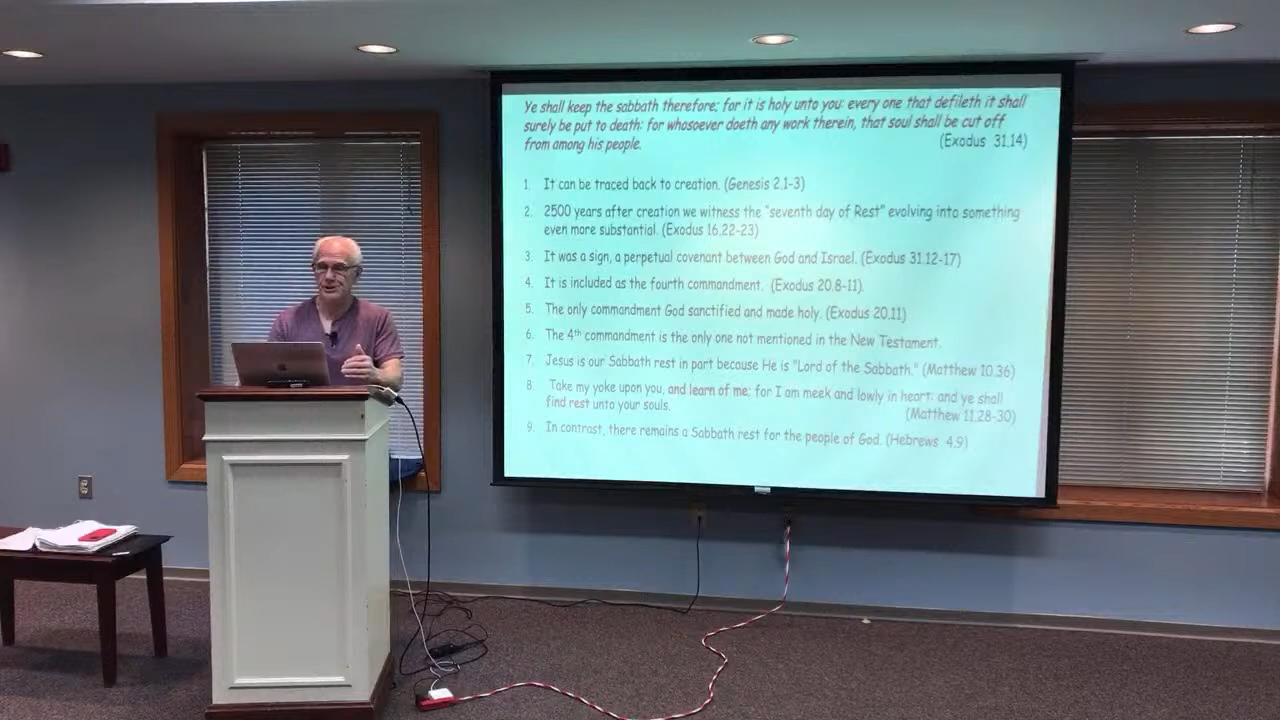 Ye shall keep the sabbath therefore; for it is holy unto you: every one that defileth it shall
surely be put to death: for whosoever doeth any work therein, that soul shall be cut off
from among his people. (Exodus 31.14)
1. It can be traced back to creation. (Genesis 2.1-3)
2. 2500 years after creation we witness the "seventh day of Rest" evolving into something
even more substantial. (Exodus 16.22-23)
3. It was a sign, a perpetual covenant between God and Israel. (Exodus 31.12-17)
4. It is included as the fourth commandment. (Exodus 20.8-11).
5. The only commandment God sanctified and made holy. (Exodus 20.11)
6. The 4th commandment is the only one not mentioned in the New Testament.
7. Jesus is our Sabbath rest in part because He is "Lord of the Sabbath." (Matthew 10.36)
8. Take my yoke upon you, and learn of me; for I am meek and lowly in heart: and ye shall
find rest unto your souls. (Matthew 11.28-30)
9. In contrast, there remains a Sabbath rest for the people of God. (Hebrews 4.9)